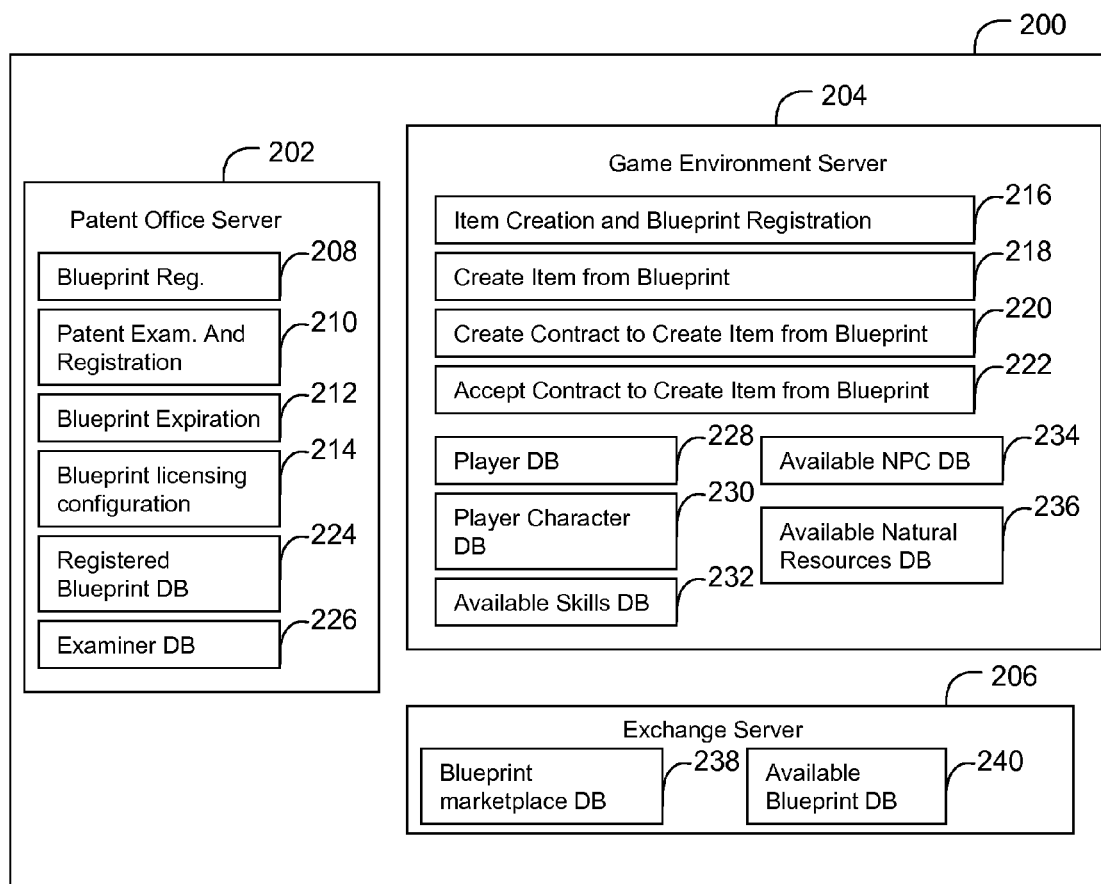 200
202
Patent Office Server
Blueprint Reg.
208
Patent Exam. And
Registration
210
Blueprint Expiration
212
Blueprint licensing
configuration
214
Registered
Blueprint DB
224
Examiner DB
226
204
Game Environment Server
Item Creation and Blueprint Registration
216
Create Item from Blueprint
218
Create Contract to Create Item from Blueprint
220
Accept Contract to Create Item from Blueprint
222
Player DB
228
Player Character
DB
230
Available Skills DB
232
Available NPC DB
234
Available Natural
Resources DB
236
206
Exchange Server
Blueprint
marketplace DB
238
Available
Blueprint DB
240